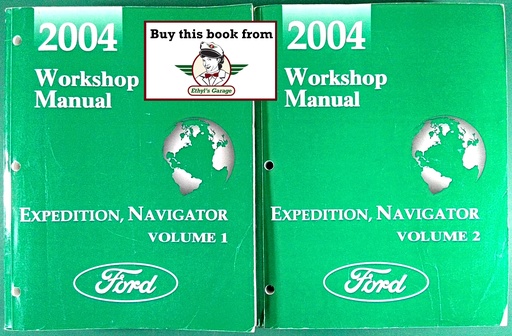 2004
Workshop
Manual
EXPEDITION, NAVIGATOR
VOLUME 1
Ford
Buy this book from
Ethyl's Garage
2004
Workshop
Manual
EXPEDITION, NAVIGATOR
VOLUME 2
Ford